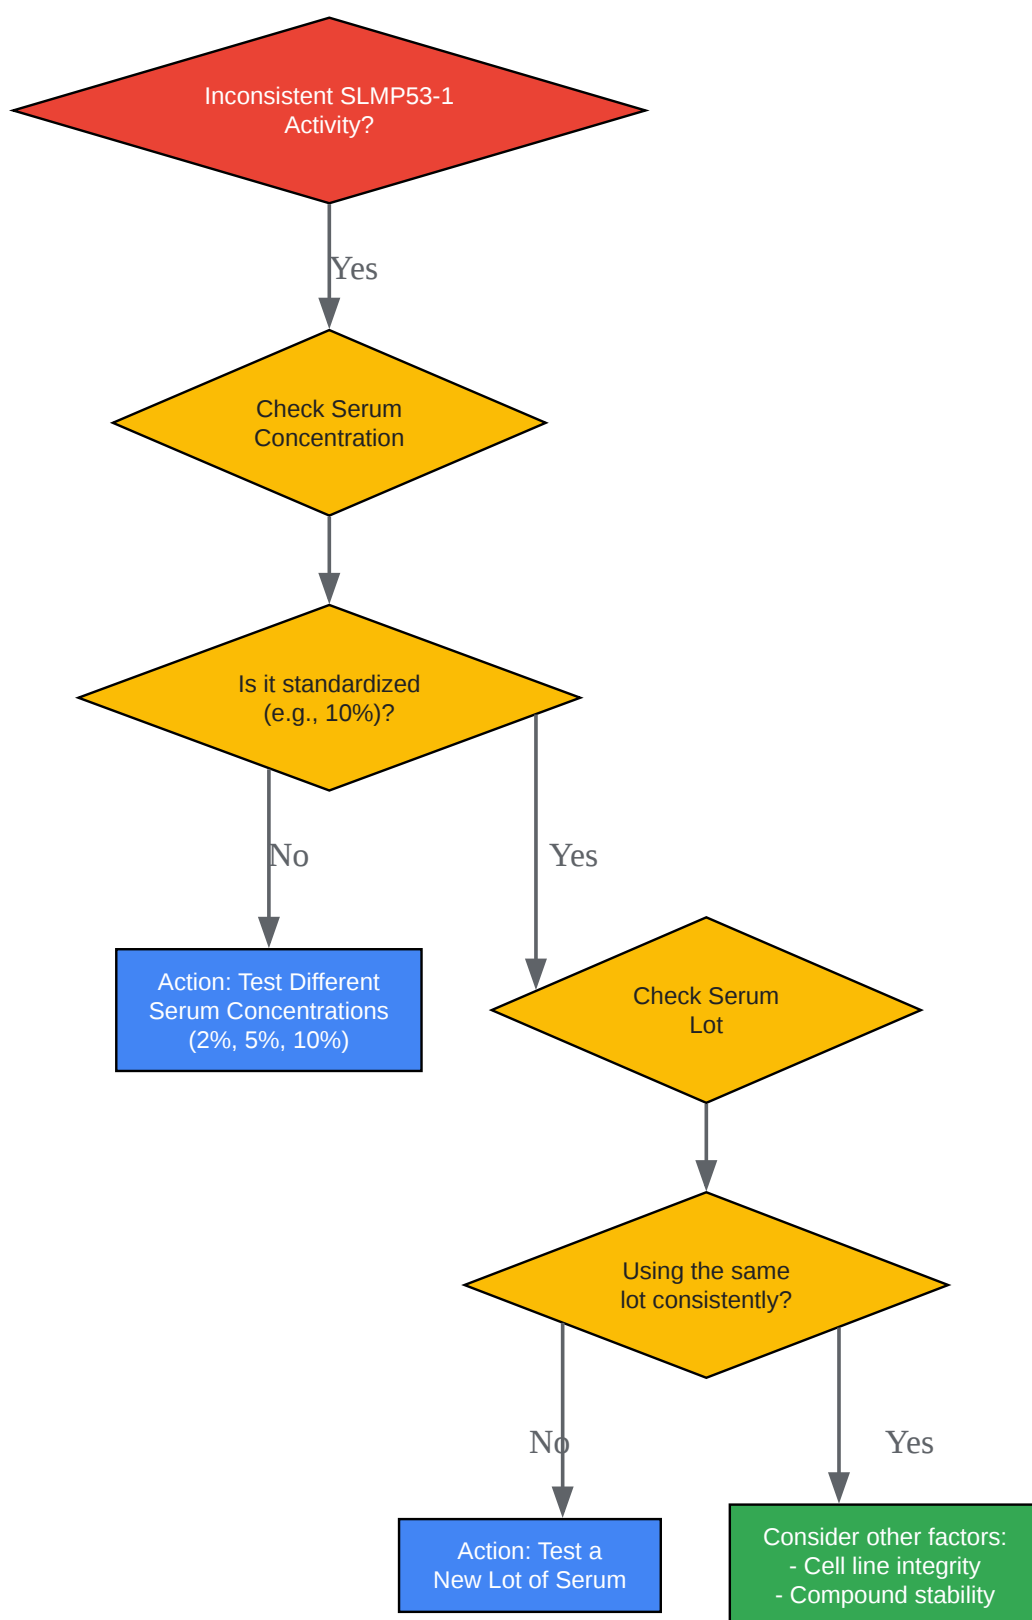 Inconsistent SLMP53-1
Activity?
Yes
Check Serum
Concentration
Is it standardized
(e.g., 10%)?
No
Yes
Action: Test Different
Serum Concentrations
(2%, 5%, 10%)
Check Serum
Lot
Using the same
lot consistently?
No
Yes
Action: Test a
New Lot of Serum
Consider other factors:
- Cell line integrity
- Compound stability